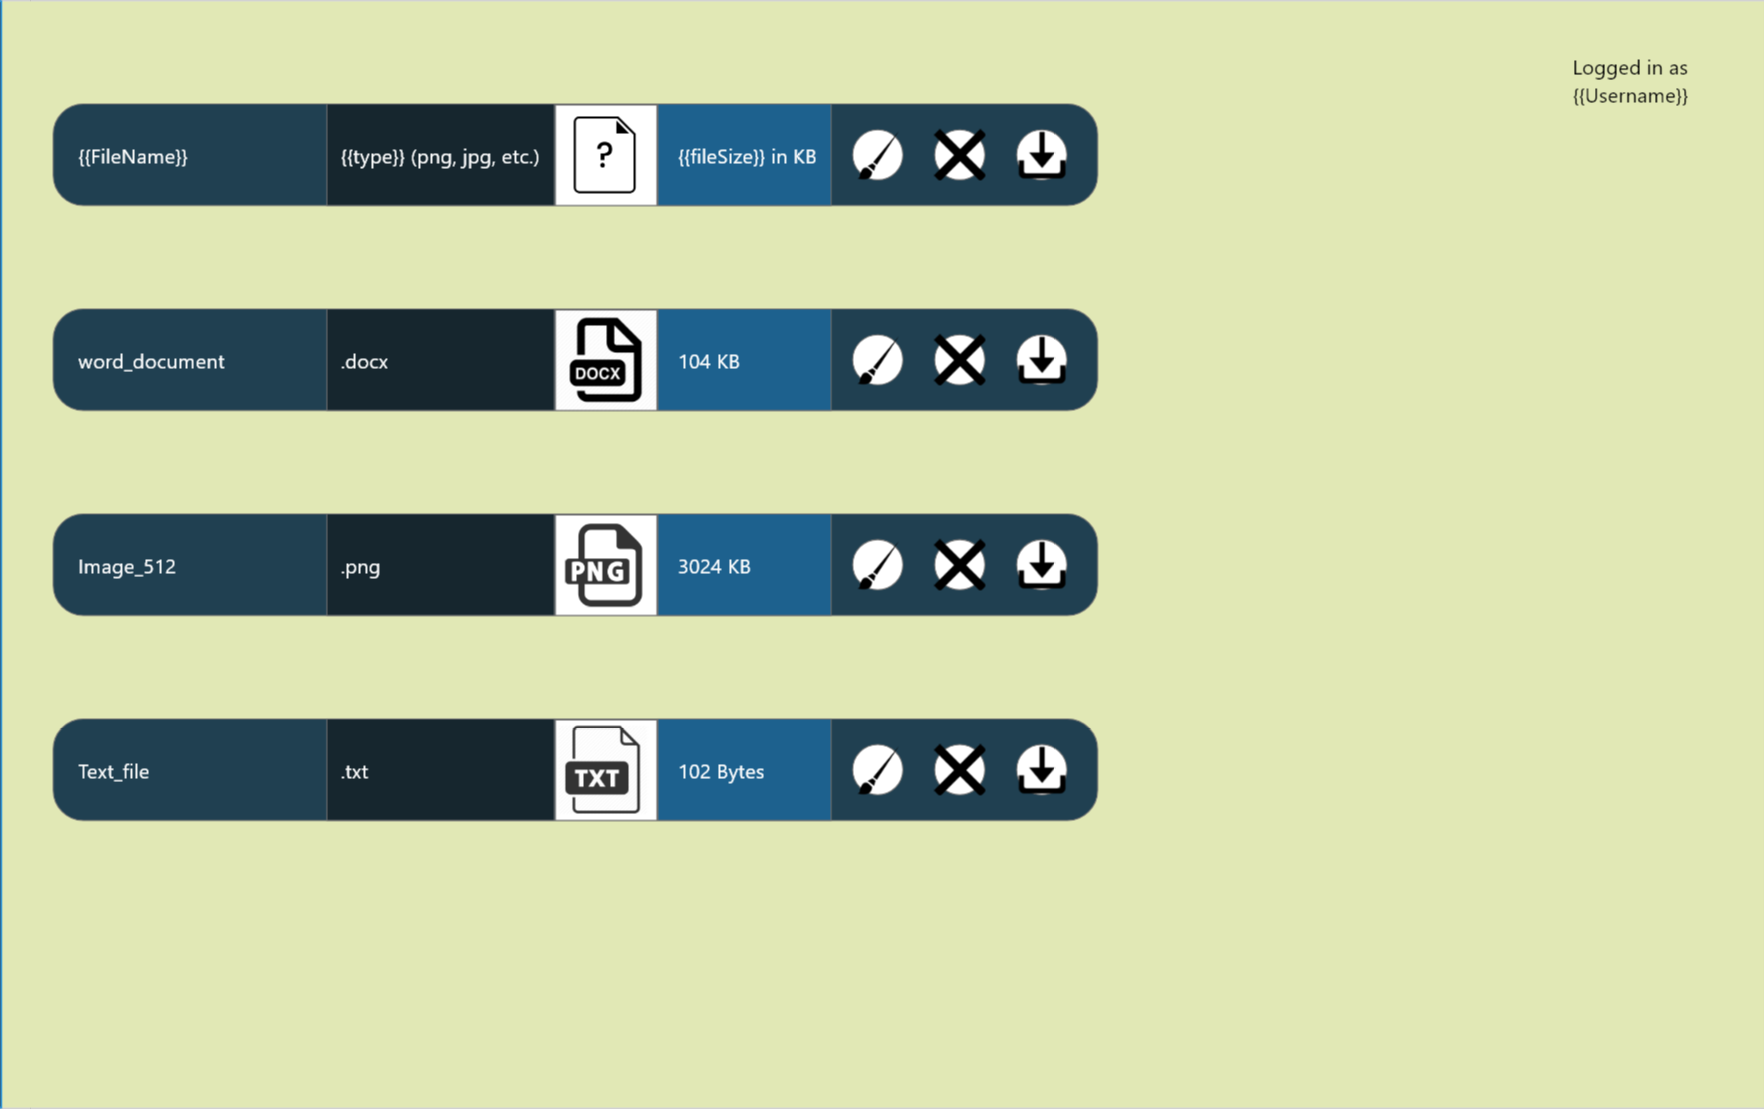 Logged in as
{{Username}}
{{FileName}} {{type}} (png, jpg, etc.) ? {{fileSize}} in KB
word_document .docx DOCX 104 KB
Image_512 .png PNG 3024 KB
Text_file .txt TXT 102 Bytes